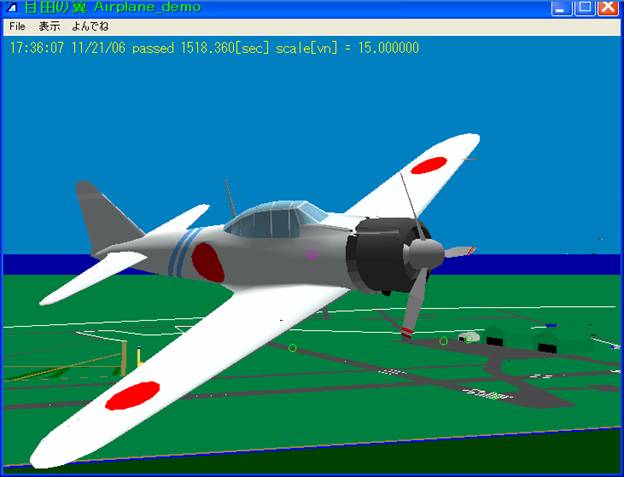 自由の翼 Airplane_demo
File 表示 よんでね
17:36:07 11/21/06 passed 1518.360[sec] scale[vn] = 15.000000